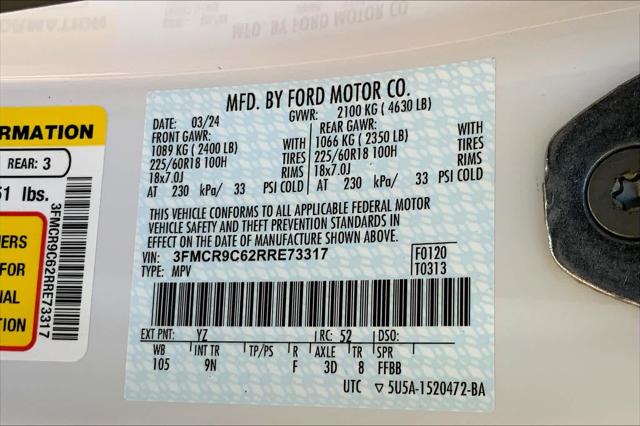 MFD. BY FORD MOTOR CO.
DATE: 03/24 GVWR: 2100 KG ( 4630 LB)
FRONT GAWR: REAR GAWR:
1089 KG ( 2400 LB) WITH 1066 KG ( 2350 LB) WITH
225/60R18 100H TIRES 225/60R18 100H TIRES
18x7.0J RIMS 18x7.0J RIMS
AT 230 kPa/ 33 PSI COLD AT 230 kPa/ 33 PSI COLD
THIS VEHICLE CONFORMS TO ALL APPLICABLE FEDERAL MOTOR
VEHICLE SAFETY AND THEFT PREVENTION STANDARDS IN
EFFECT ON THE DATE OF MANUFACTURE SHOWN ABOVE.
VIN: 3FMCR9C62RRE73317 F0120
TYPE: MPV T0313
EXT PNT: YZ RC: 52 DSO:
WB INT TR TP/PS R AXLE TR SPR
105 9N F 3D 8 FFBB
UTC ▽ 5U5A-1520472-BA
ORMATION
REAR: 3
51 lbs.
NERS
FOR
NAL
ON
3FMCR9C62RRE73317
ORMATION